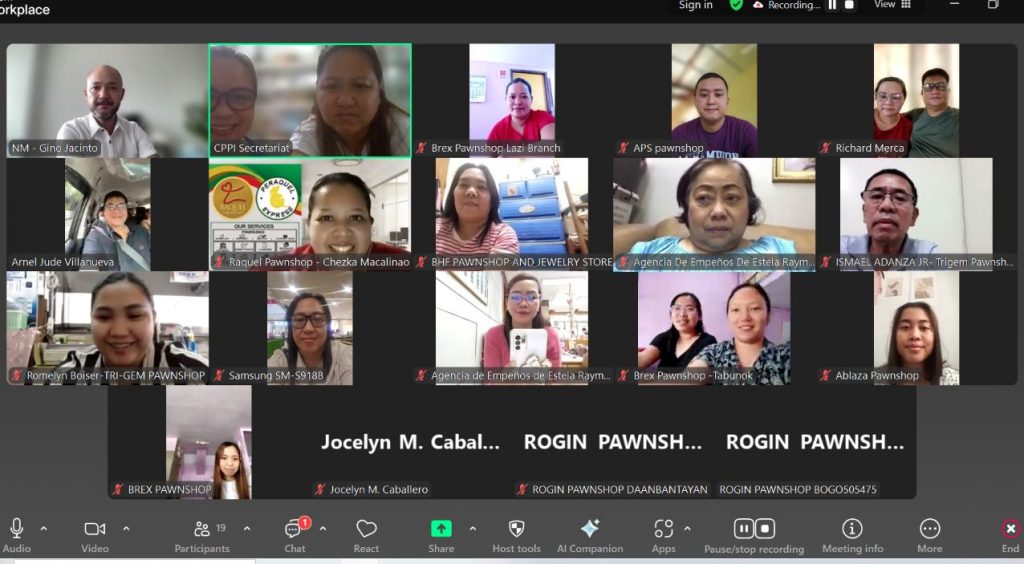 orkplace
Sign in
Recording...
View
NM - Gino Jacinto
CPPI Secretariat
Brex Pawnshop Lazi Branch
APS pawnshop
Richard Merca
Arnel Jude Villanueva
RAQUEL
PERAQUEL
EXPRESS
OUR SERVICES
Raquel Pawnshop - Chezka Macalinao
BHF PAWNSHOP AND JEWELRY STORE
Agencia De Empeños De Estela Raym...
ISMAEL ADANZA JR- Trigem Pawnsh...
Romelyn Boiser-TRI-GEM PAWNSHOP
Samsung SM-S918B
Agencia de Empeños de Estela Raym...
Brex Pawnshop -Tabunok
Ablaza Pawnshop
BREX PAWNSHOP
Jocelyn M. Cabal...
Jocelyn M. Caballero
ROGIN PAWNSH...
ROGIN PAWNSHOP DAANBANTAYAN
ROGIN PAWNSH...
ROGIN PAWNSHOP BOGO505475
Audio
Video
19
Participants
1
Chat
React
Share
Host tools
AI Companion
Apps
Pause/stop recording
Meeting info
More
End